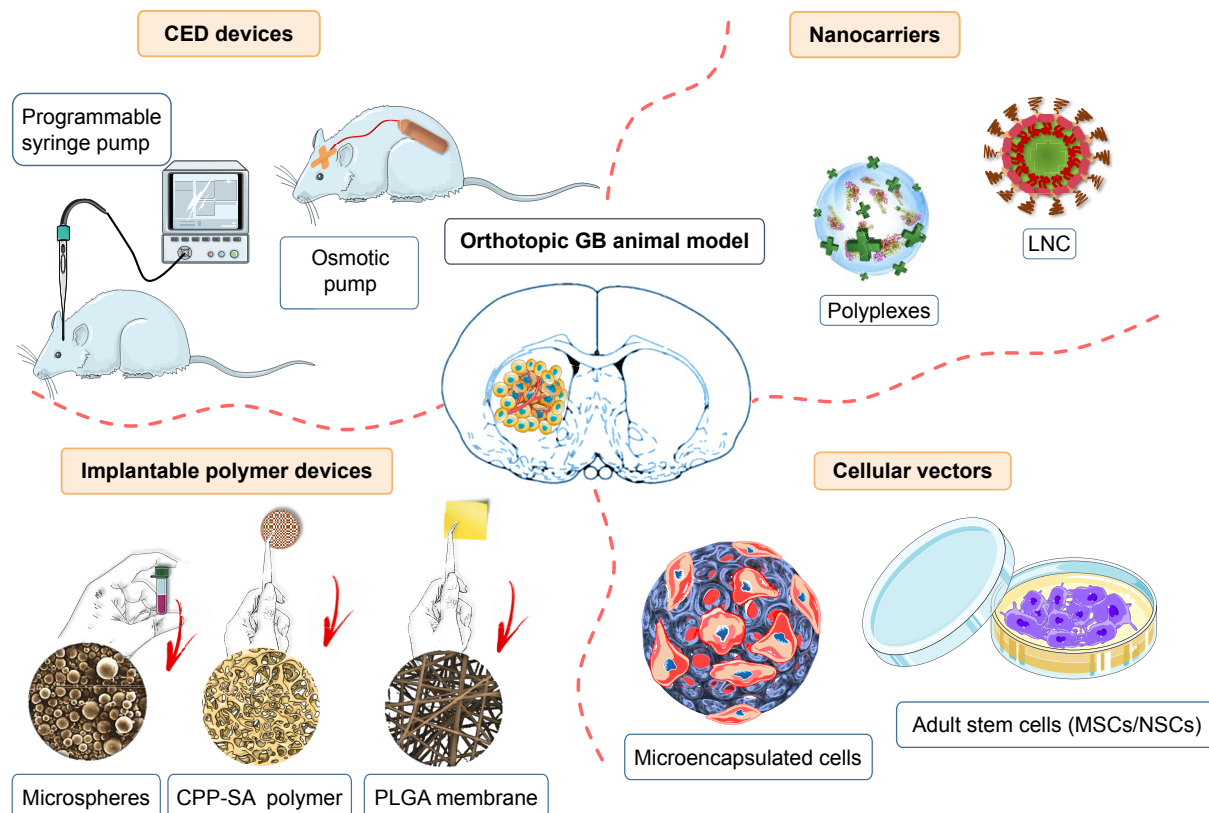 CED devices
Nanocarriers
Programmable
syringe pump
Osmotic
pump
Orthotopic GB animal model
LNC
Polyplexes
Implantable polymer devices
Cellular vectors
Microspheres
CPP-SA polymer
PLGA membrane
Microencapsulated cells
Adult stem cells (MSCs/NSCs)